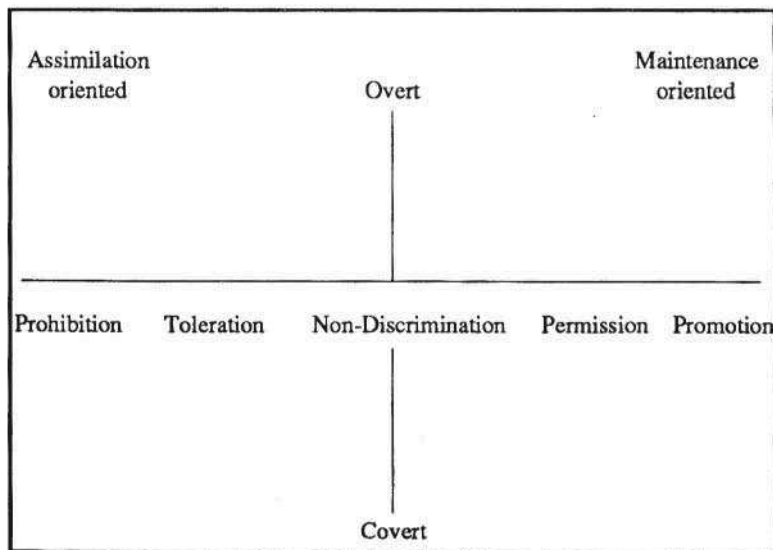 Assimilation
oriented
Overt
Maintenance
oriented
Prohibition Toleration Non-Discrimination Permission Promotion
Covert